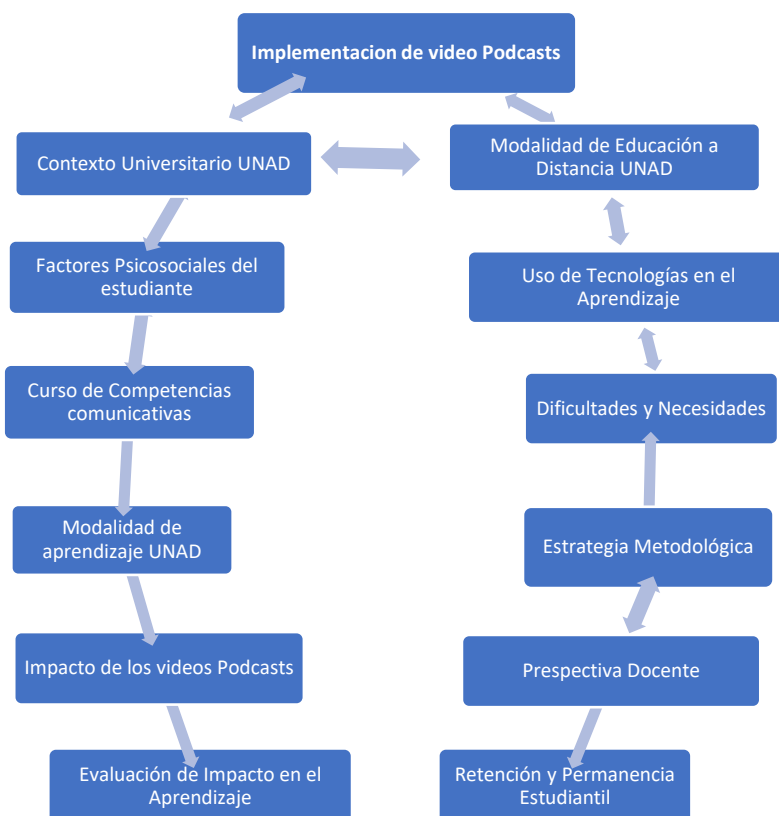 Implementacion de video Podcasts
Contexto Universitario UNAD
Modalidad de Educación a
Distancia UNAD
Factores Psicosociales del
estudiante
Uso de Tecnologías en el
Aprendizaje
Curso de Competencias
comunicativas
Dificultades y Necesidades
Modalidad de
aprendizaje UNAD
Estrategia Metodológica
Impacto de los videos Podcasts
Prespectiva Docente
Evaluación de Impacto en el
Aprendizaje
Retención y Permanencia
Estudiantil